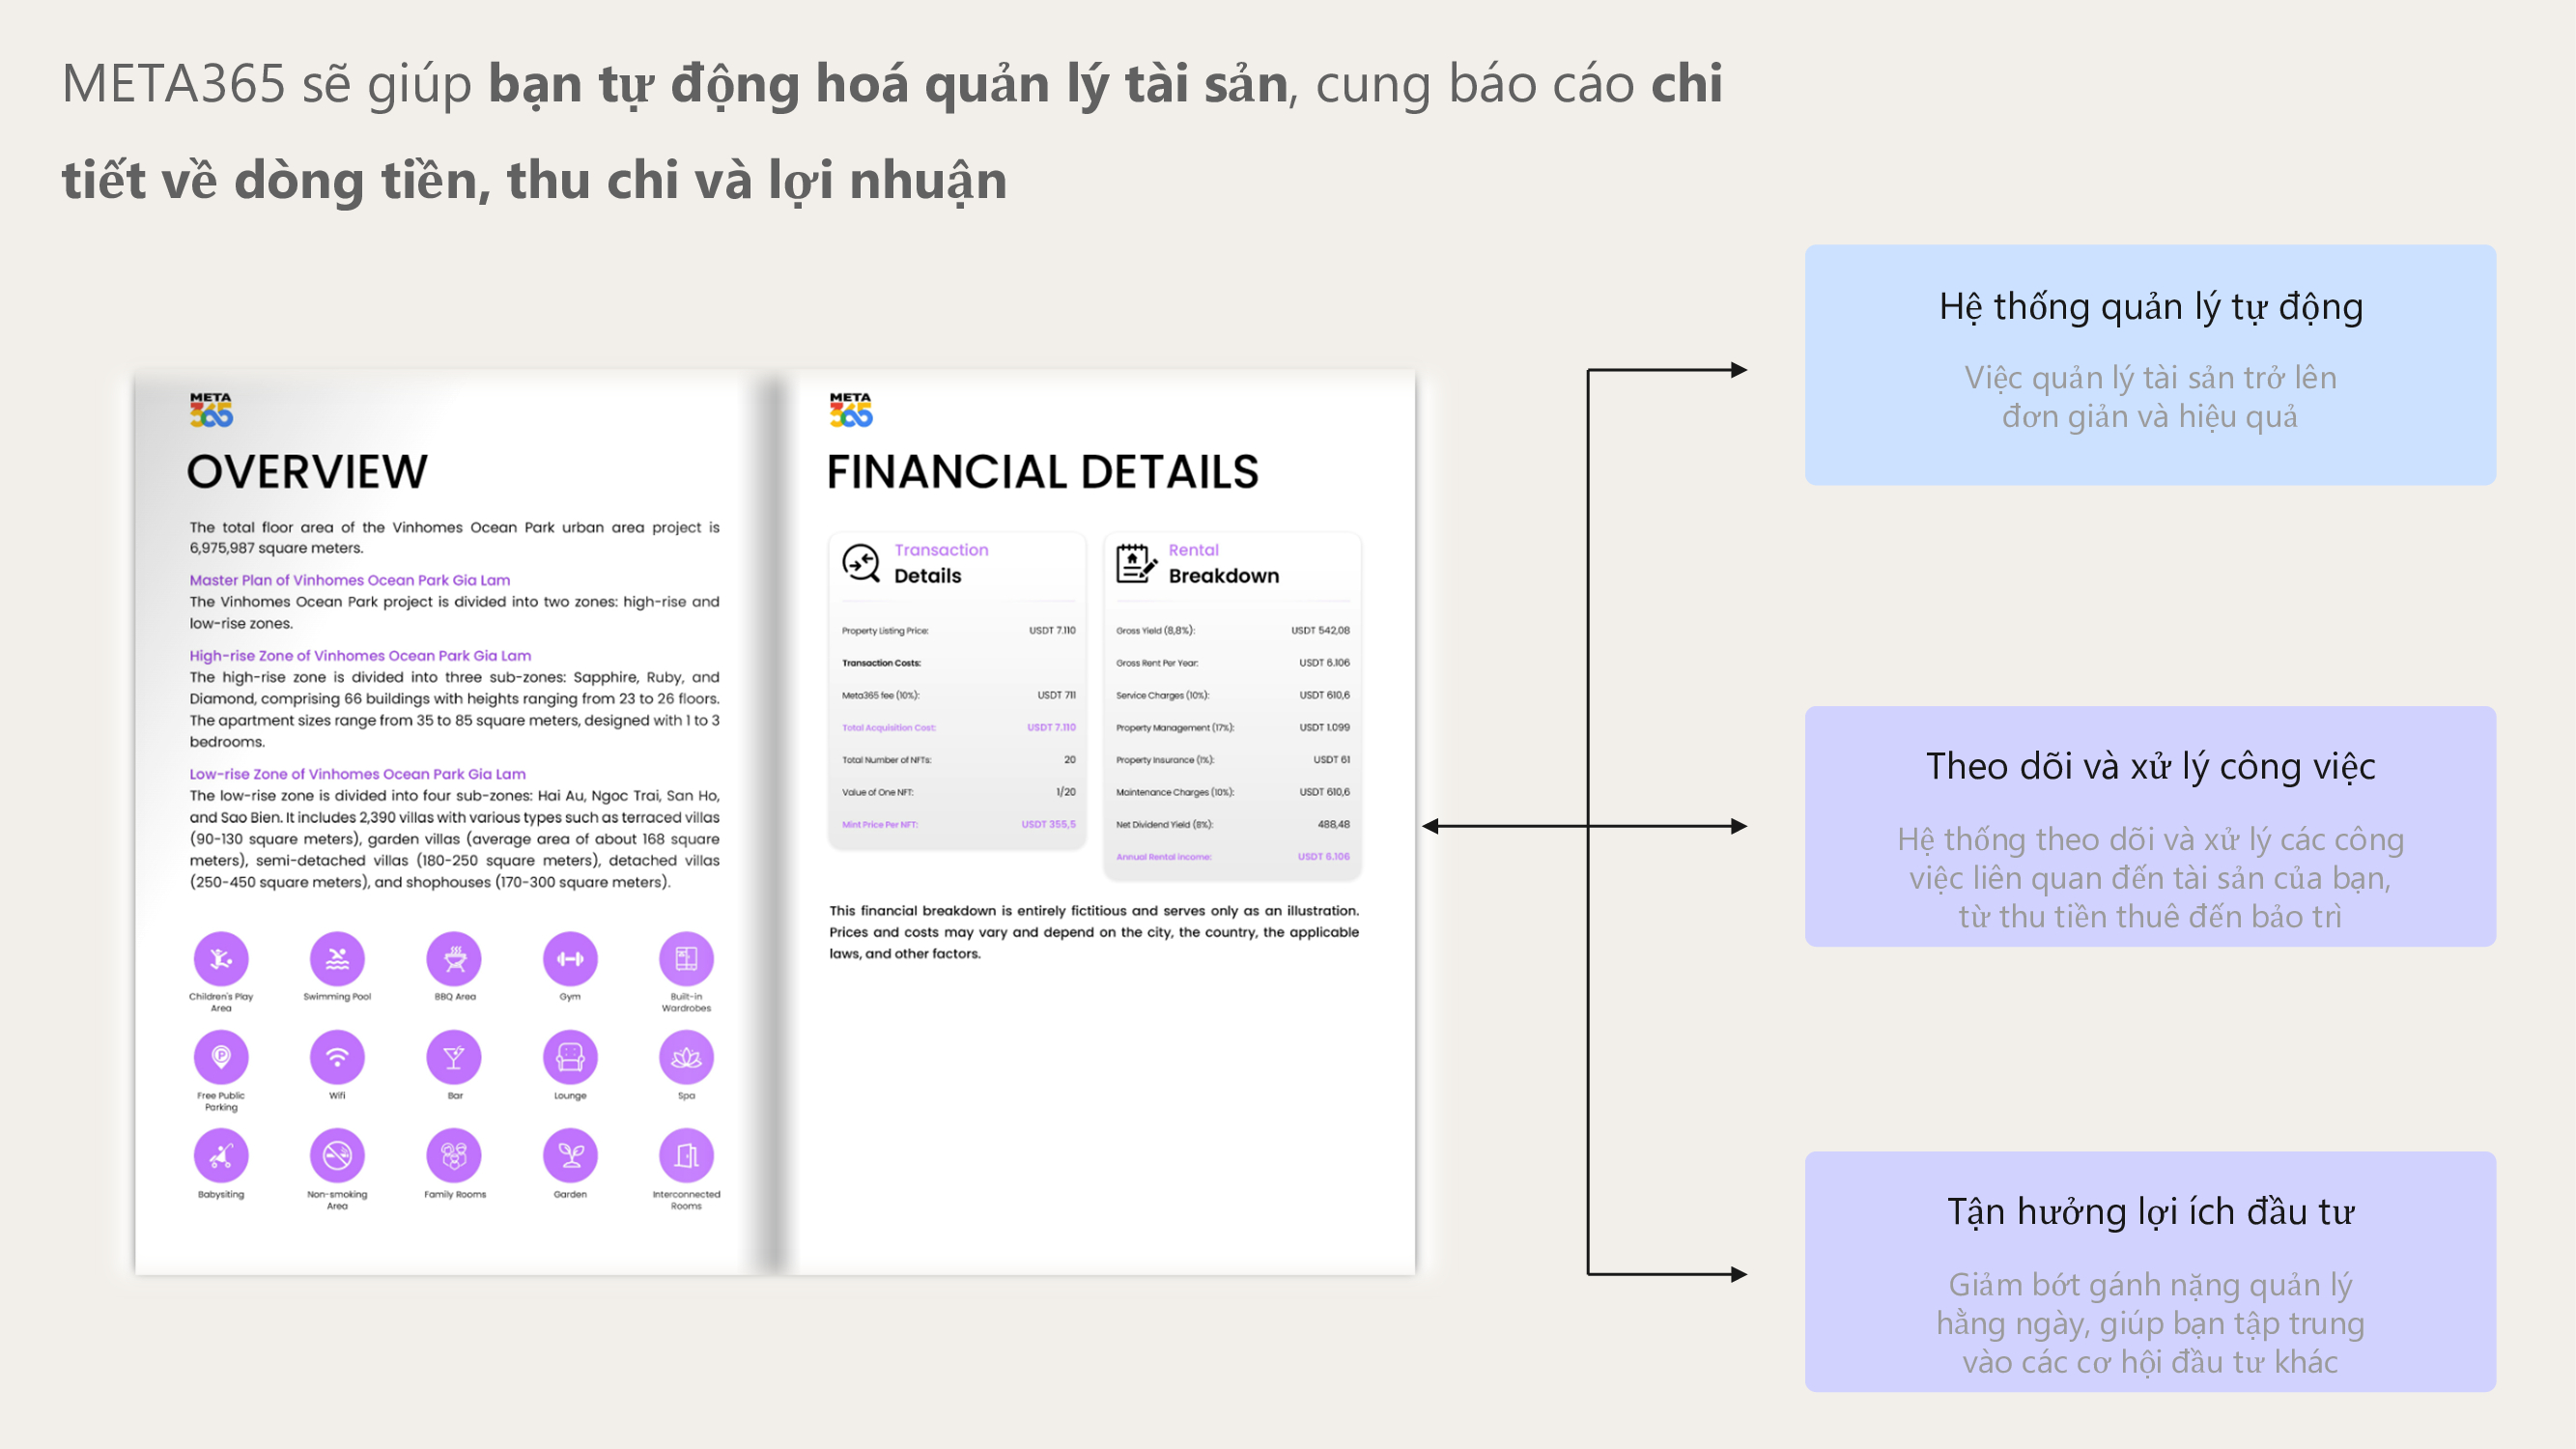 META365 sẽ giúp bạn tự động hoá quản lý tài sản, cung báo cáo chi
tiết về dòng tiền, thu chi và lợi nhuận
META
365
OVERVIEW
The total floor area of the Vinhomes Ocean Park urban area project is
6,975,987 square meters.
Master Plan of Vinhomes Ocean Park Gia Lam
The Vinhomes Ocean Park project is divided into two zones: high-rise and
low-rise zones.
High-rise Zone of Vinhomes Ocean Park Gia Lam
The high-rise zone is divided into three sub-zones: Sapphire, Ruby, and
Diamond, comprising 66 buildings with heights ranging from 23 to 26 floors.
The apartment sizes range from 35 to 85 square meters, designed with 1 to 3
bedrooms.
Low-rise Zone of Vinhomes Ocean Park Gia Lam
The low-rise zone is divided into four sub-zones: Hai Au, Ngoc Trai, San Ho,
and Sao Bien. It includes 2,390 villas with various types such as terraced villas
(90-130 square meters), garden villas (average area of about 168 square
meters), semi-detached villas (180-250 square meters), detached villas
(250-450 square meters), and shophouses (170-300 square meters).
Children's Play
Area
Swimming Pool
BBQ Area
Gym
Built-in
Wardrobes
P
Free Public
Parking
Wifi
Bar
Lounge
Spa
Babysiting
Non-smoking
Area
Family Rooms
Garden
Interconnected
Rooms
META
365
FINANCIAL DETAILS
Transaction
Details
Property Listing Price: USDT 7.110
Transaction Costs:
Meta365 fee (10%): USDT 711
Total Acquisition Cost: USDT 7.110
Total Number of NFTs: 20
Value of One NFT: 1/20
Mint Price Per NFT: USDT 355,5
Rental
Breakdown
Gross Yield (8,8%): USDT 542,08
Gross Rent Per Year: USDT 6.106
Service Charges (10%): USDT 610,6
Property Management (17%): USDT 1.099
Property Insurance (1%): USDT 61
Maintenance Charges (10%): USDT 610,6
Net Dividend Yield (8%): 488,48
Annual Rental income: USDT 6.106
This financial breakdown is entirely fictitious and serves only as an illustration.
Prices and costs may vary and depend on the city, the country, the applicable
laws, and other factors.
Hệ thống quản lý tự động
Việc quản lý tài sản trở lên
đơn giản và hiệu quả
Theo dõi và xử lý công việc
Hệ thống theo dõi và xử lý các công
việc liên quan đến tài sản của bạn,
từ thu tiền thuê đến bảo trì
Tận hưởng lợi ích đầu tư
Giảm bớt gánh nặng quản lý
hằng ngày, giúp bạn tập trung
vào các cơ hội đầu tư khác